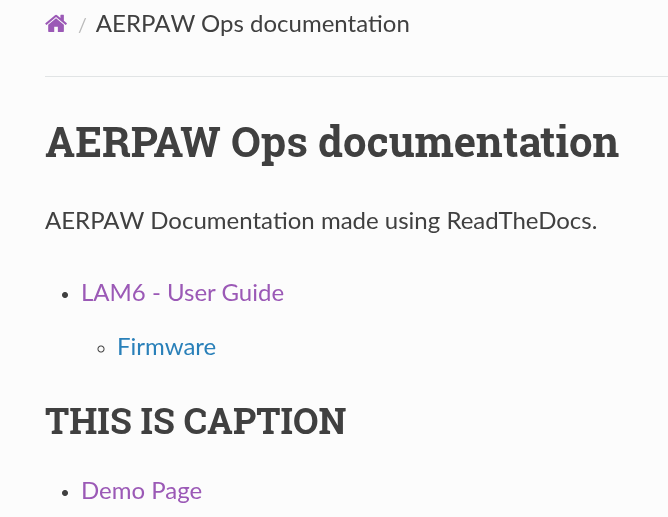 / AERPAW Ops documentation
AERPAW Ops documentation
AERPAW Documentation made using ReadTheDocs.
LAM6 - User Guide
Firmware
THIS IS CAPTION
Demo Page